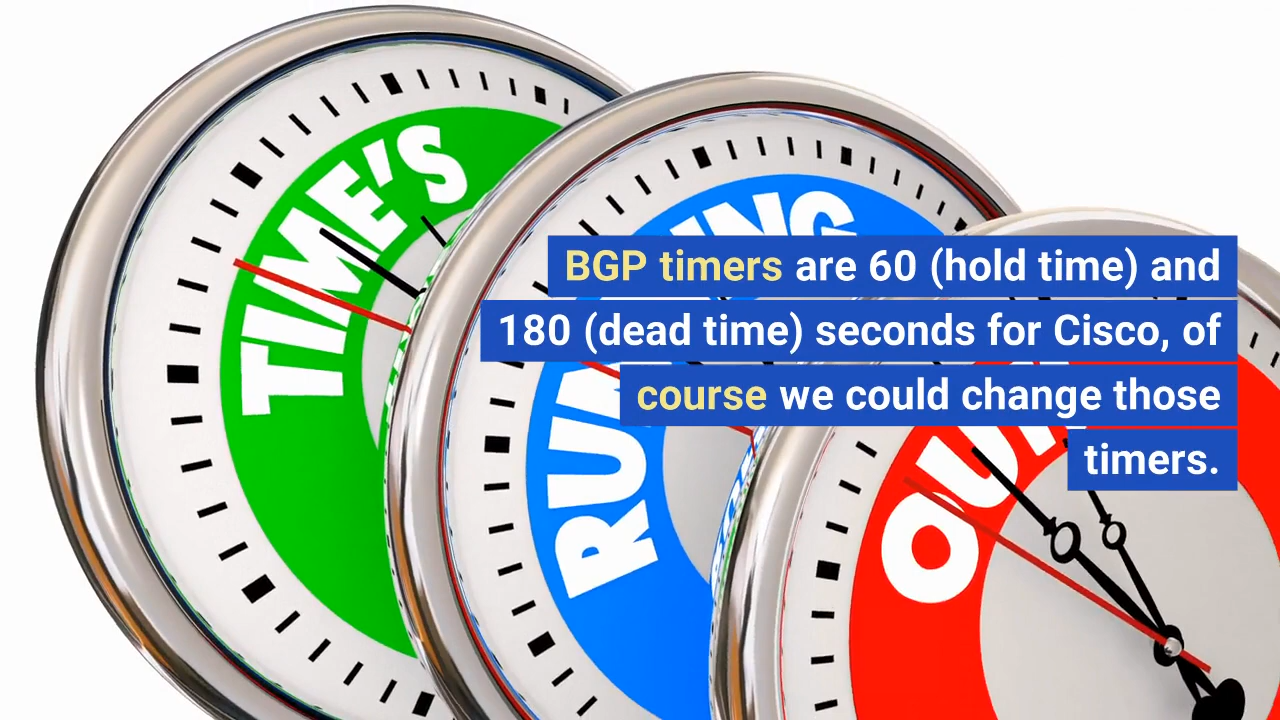 TIME'S
BGP timers are 60 (hold time) and
180 (dead time) seconds for Cisco, of
course we could change those
timers.